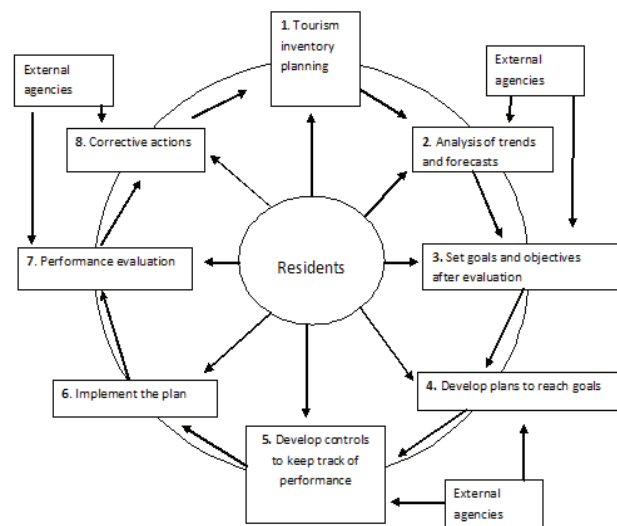 1. Tourism
inventory
planning
External
agencies
External
agencies
8. Corrective actions
2. Analysis of trends
and forecasts
7. Performance evaluation
Residents
3. Set goals and objectives
after evaluation
6. Implement the plan
4. Develop plans to reach goals
5. Develop controls
to keep track of
performance
External
agencies